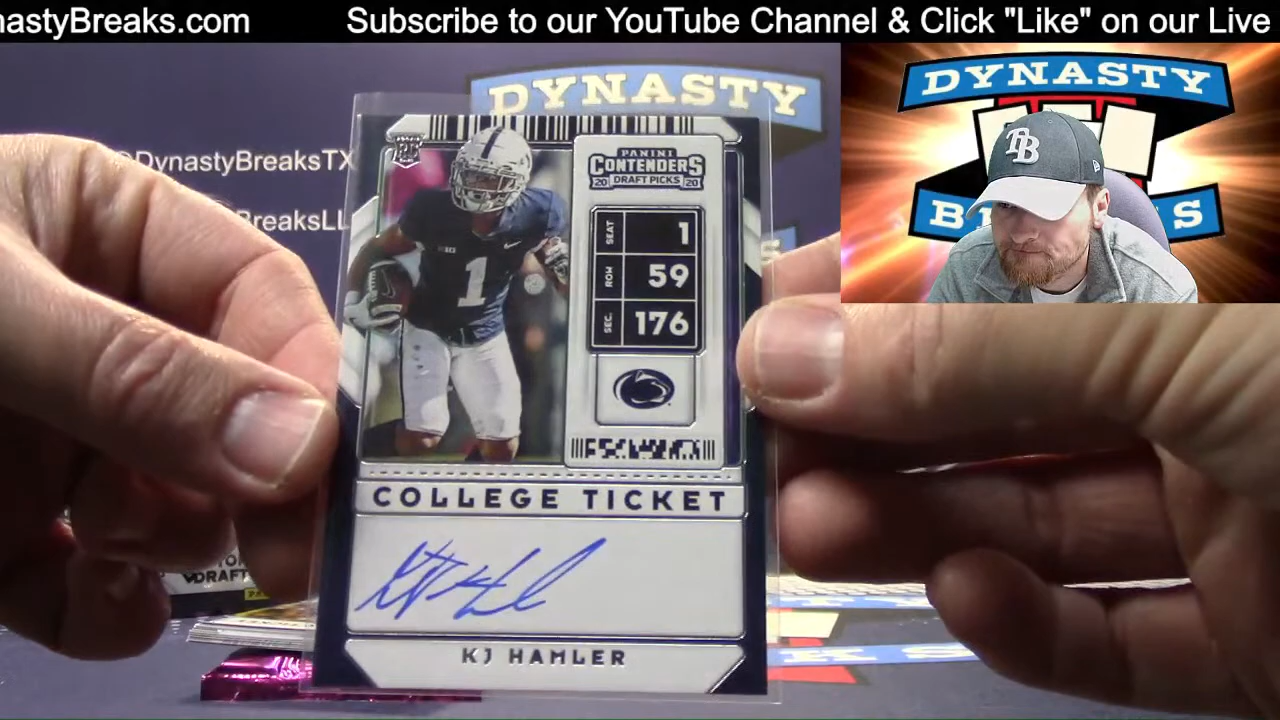 nastyBreaks.com Subscribe to our YouTube Channel & Click "Like" on our Live
DYNASTY
@DynastyBreaksTX
BreaksLL
DYNASTY
TB
RC
PANINI
CONTENDERS
20 DRAFT PICKS 20
SEAT 1
ROW 59
SEC. 176
1
COLLEGE TICKET
KJ HAMLER
DRAFT